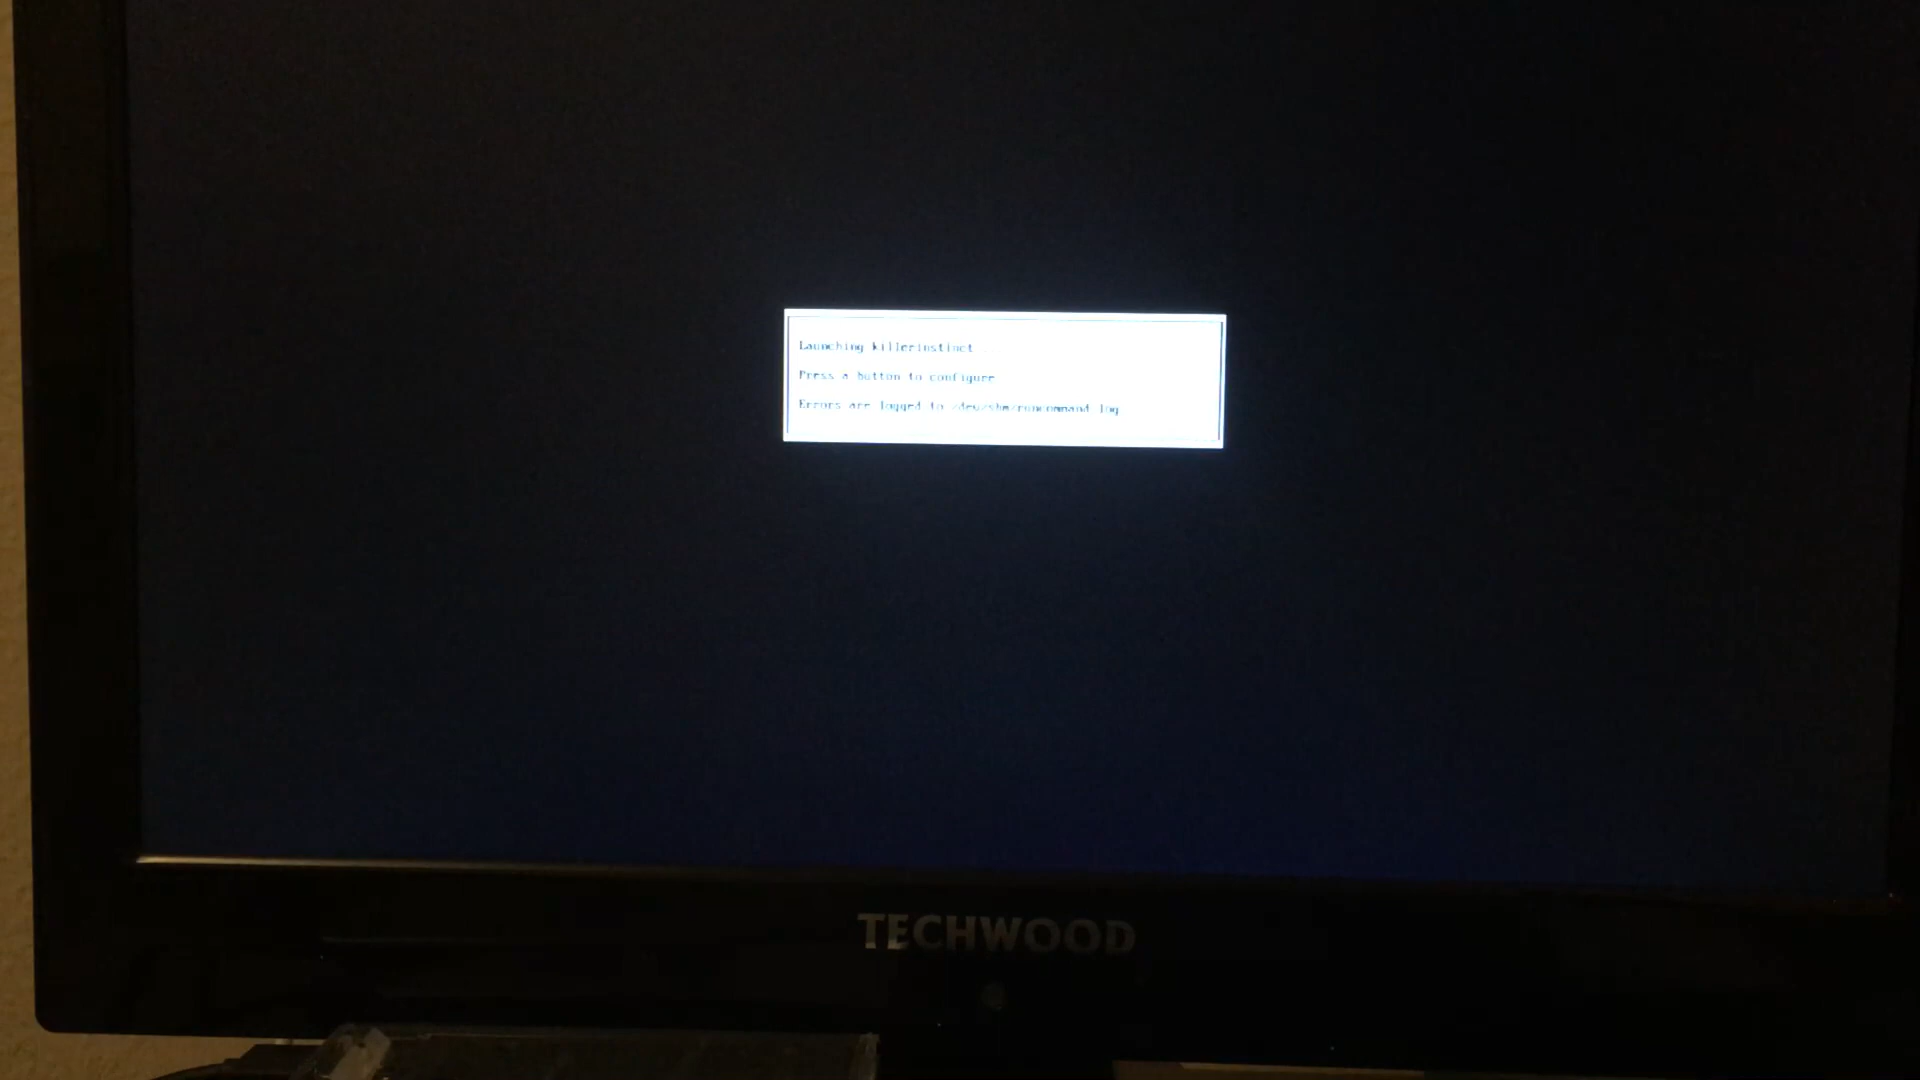 Launching killerinstinct ...
Press a button to configure
Errors are logged to /dev/shm/runcommand.log
TECHWOOD